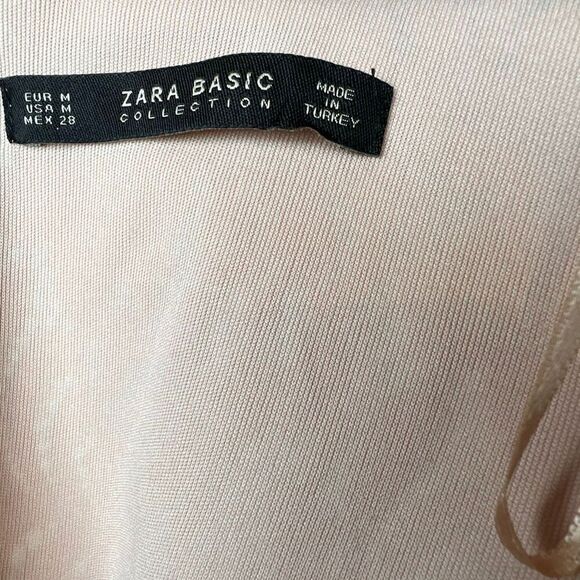 EUR M
USA M
MEX 28
ZARA BASIC
COLLECTION
MADE
IN
TURKEY